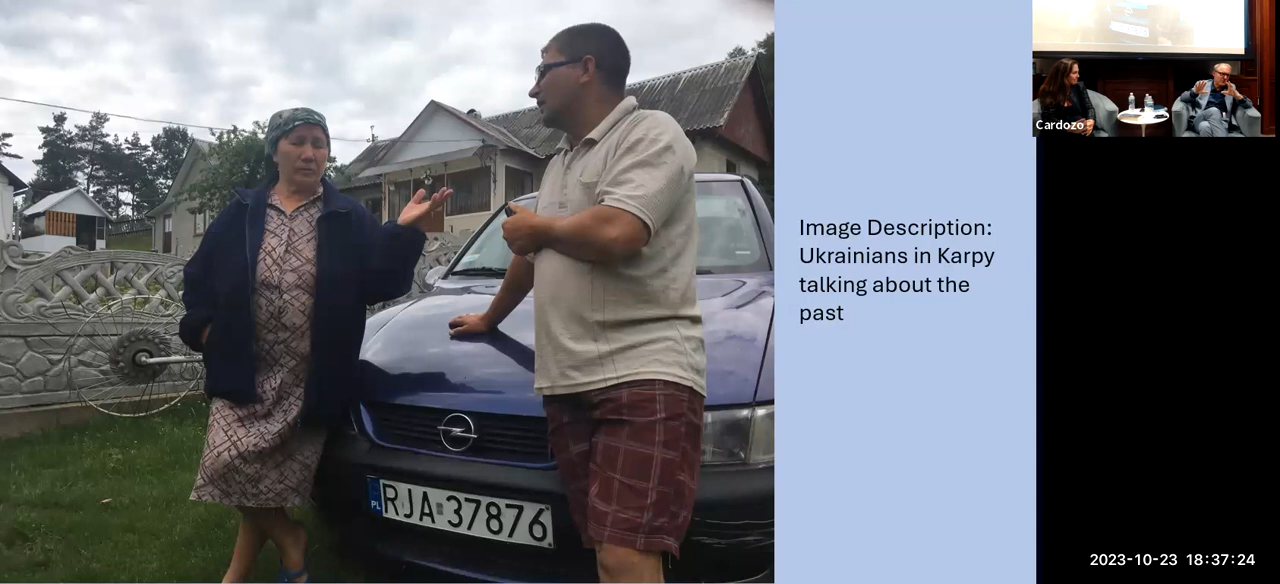 PL RJA 37876
Image Description:
Ukrainians in Karpy
talking about the
past
Cardozo
2023-10-23 18:37:24